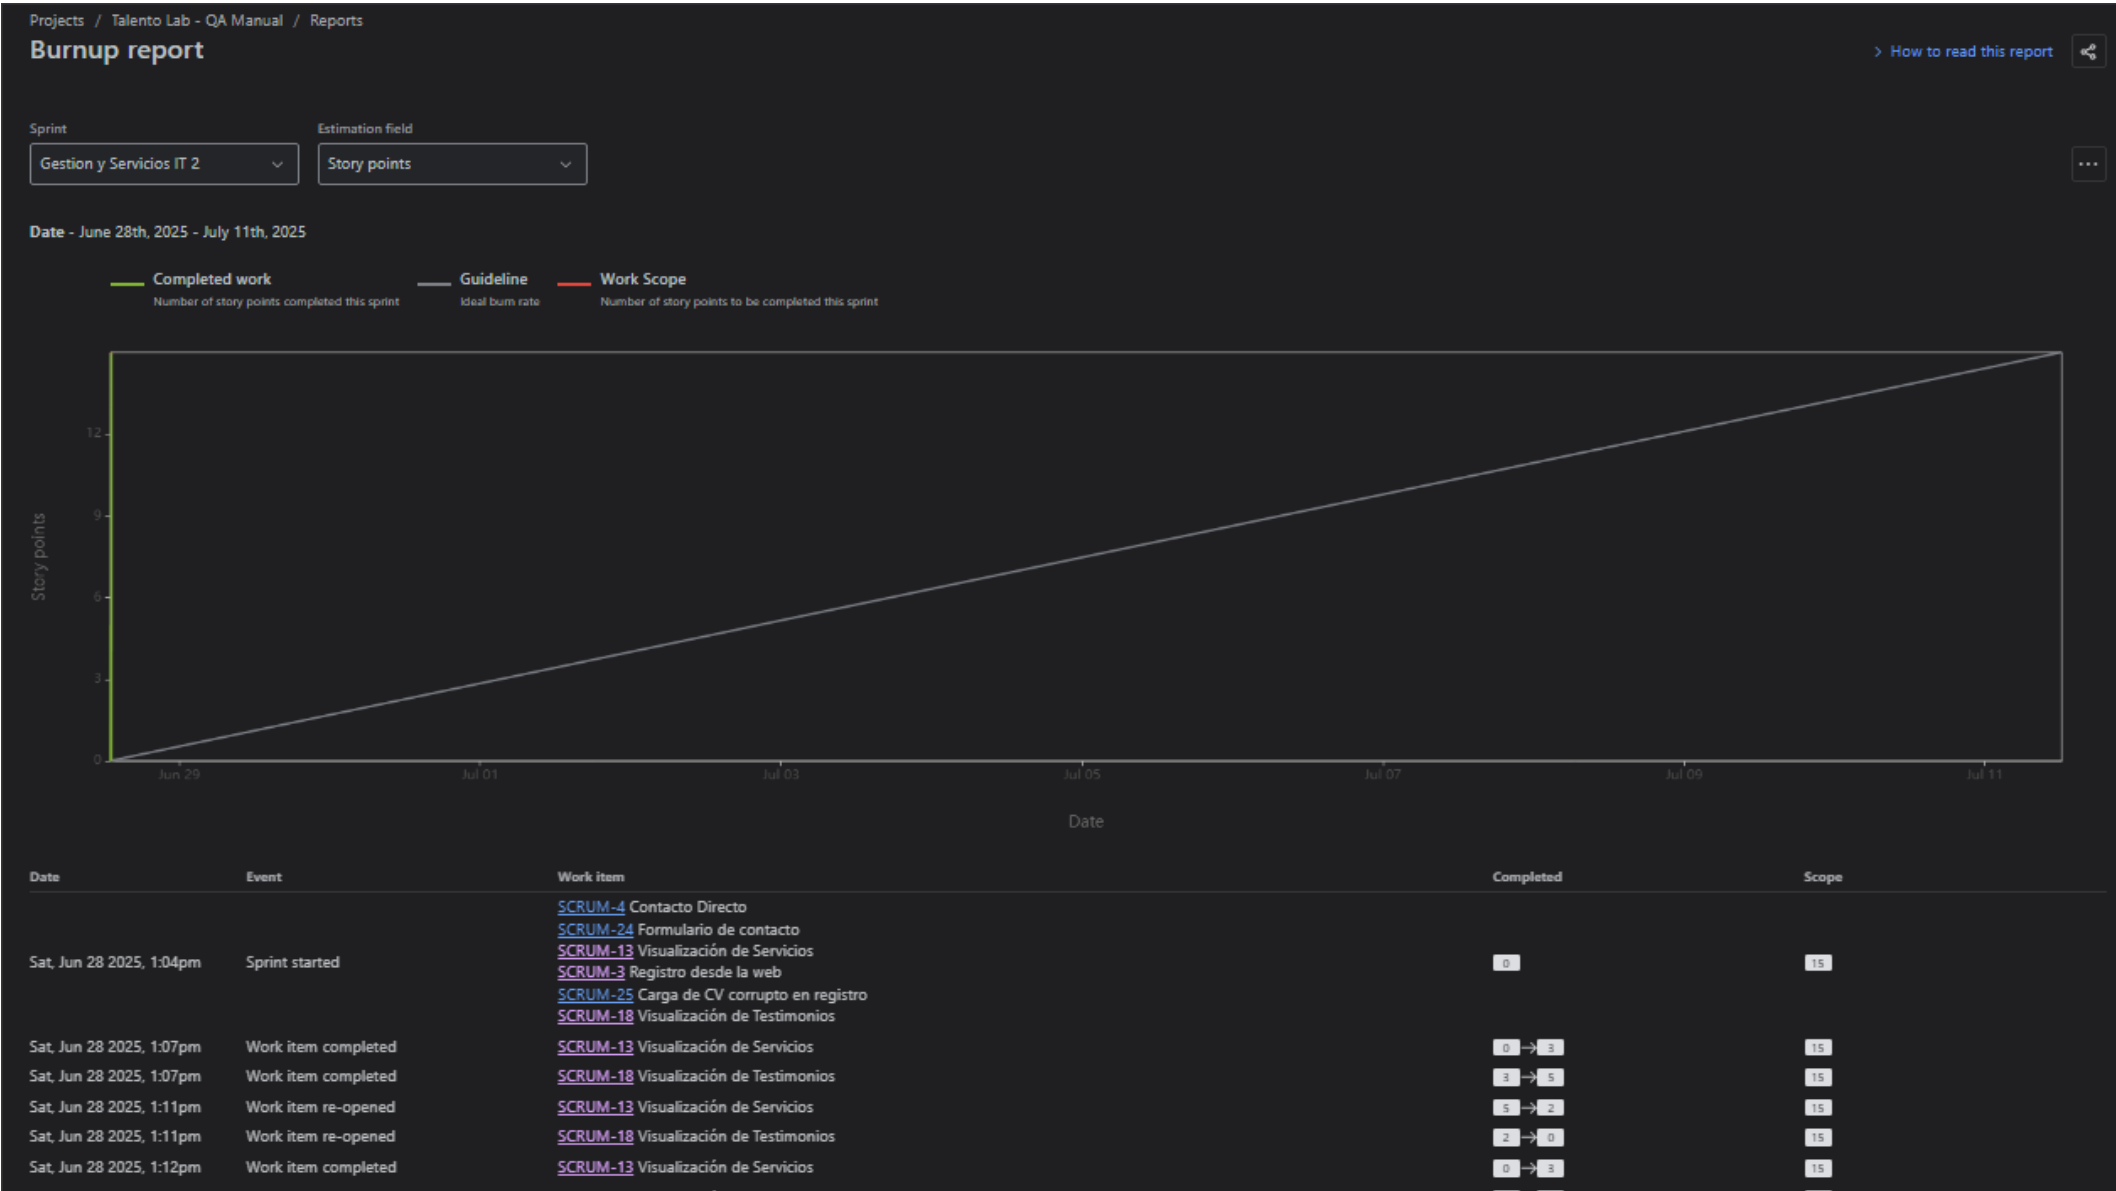 Projects / Talento Lab - QA Manual / Reports
Burnup report
How to read this report
Sprint
Estimation field
Gestion y Servicios IT 2
Story points
Date - June 28th, 2025 - July 11th, 2025
Completed work
Number of story points completed this sprint
Guideline
Ideal burn rate
Work Scope
Number of story points to be completed this sprint
12
9
6
3
0
Story points
Jun 29 Jul 01 Jul 03 Jul 05 Jul 07 Jul 09 Jul 11
Date
Date Event Work item Completed Scope
SCRUM-4 Contacto Directo
SCRUM-24 Formulario de contacto
SCRUM-13 Visualización de Servicios
Sat, Jun 28 2025, 1:04pm Sprint started 0 15
SCRUM-3 Registro desde la web
SCRUM-25 Carga de CV corrupto en registro
SCRUM-18 Visualización de Testimonios
Sat, Jun 28 2025, 1:07pm Work item completed SCRUM-13 Visualización de Servicios 0 → 3 15
Sat, Jun 28 2025, 1:07pm Work item completed SCRUM-18 Visualización de Testimonios 3 → 5 15
Sat, Jun 28 2025, 1:11pm Work item re-opened SCRUM-13 Visualización de Servicios 5 → 2 15
Sat, Jun 28 2025, 1:11pm Work item re-opened SCRUM-18 Visualización de Testimonios 2 → 0 15
Sat, Jun 28 2025, 1:12pm Work item completed SCRUM-13 Visualización de Servicios 0 → 3 15